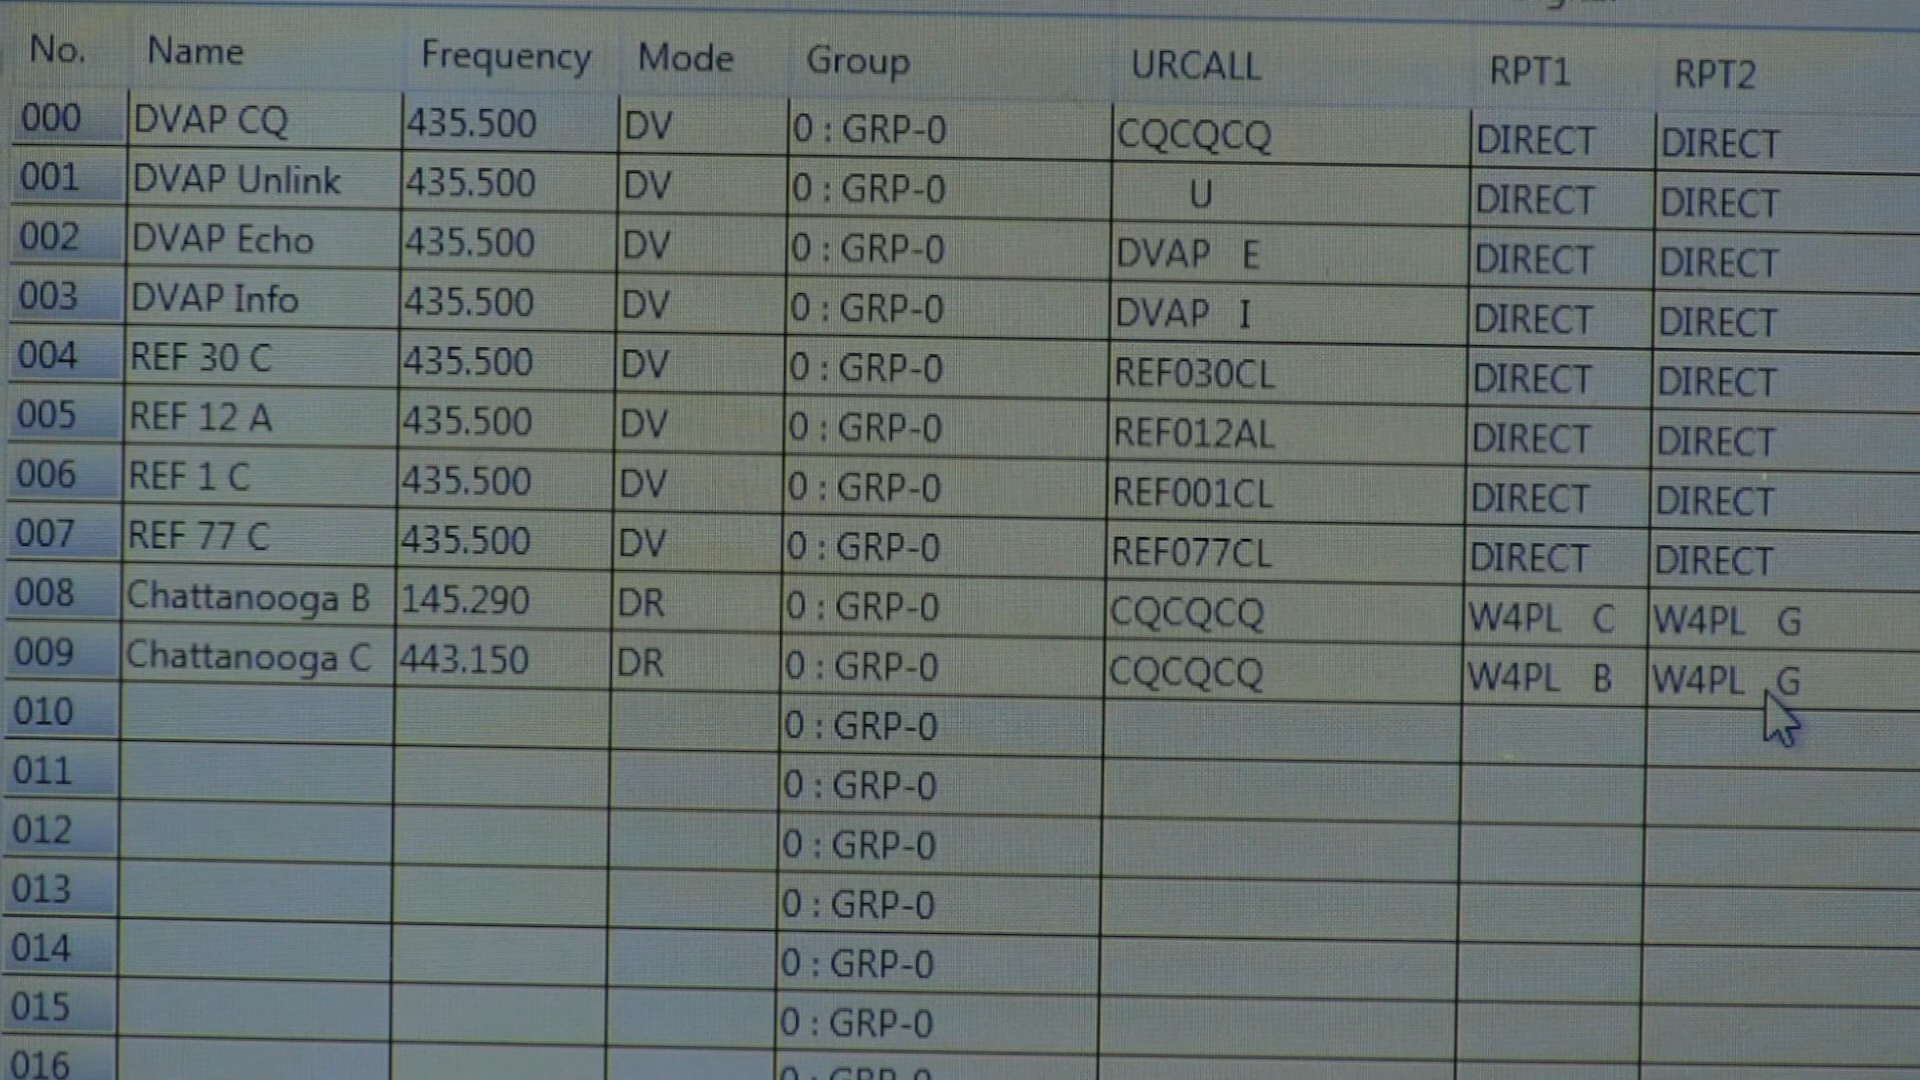 No. Name Frequency Mode Group URCALL RPT1 RPT2
000 DVAP CQ 435.500 DV 0 : GRP-0 CQCQCQ DIRECT DIRECT
001 DVAP Unlink 435.500 DV 0 : GRP-0 U DIRECT DIRECT
002 DVAP Echo 435.500 DV 0 : GRP-0 DVAP E DIRECT DIRECT
003 DVAP Info 435.500 DV 0 : GRP-0 DVAP I DIRECT DIRECT
004 REF 30 C 435.500 DV 0 : GRP-0 REF030CL DIRECT DIRECT
005 REF 12 A 435.500 DV 0 : GRP-0 REF012AL DIRECT DIRECT
006 REF 1 C 435.500 DV 0 : GRP-0 REF001CL DIRECT DIRECT
007 REF 77 C 435.500 DV 0 : GRP-0 REF077CL DIRECT DIRECT
008 Chattanooga B 145.290 DR 0 : GRP-0 CQCQCQ W4PL C W4PL G
009 Chattanooga C 443.150 DR 0 : GRP-0 CQCQCQ W4PL B W4PL G
010 0 : GRP-0
011 0 : GRP-0
012 0 : GRP-0
013 0 : GRP-0
014 0 : GRP-0
015 0 : GRP-0
016 0 : GRP-0